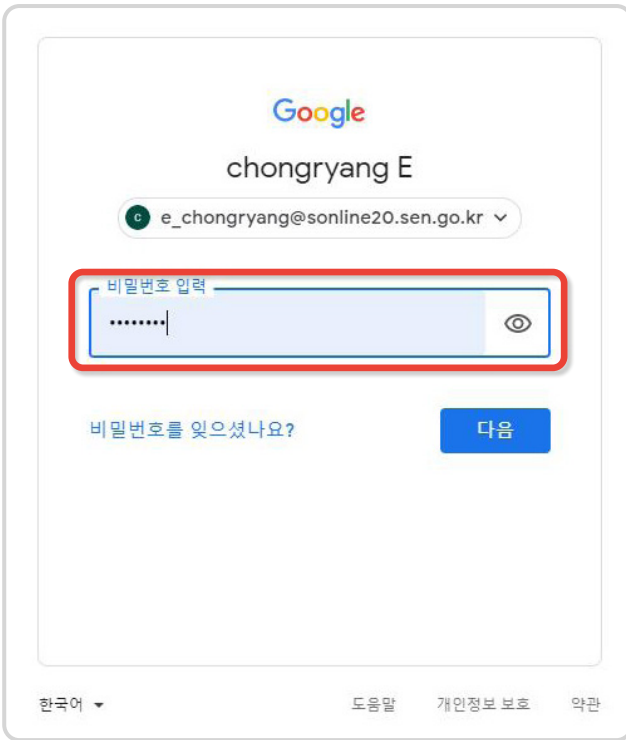 Google
chongryang E
c e_chongryang@sonline20.sen.go.kr
비밀번호 입력
••••••••
비밀번호를 잊으셨나요? 다음
한국어 도움말 개인정보 보호 약관